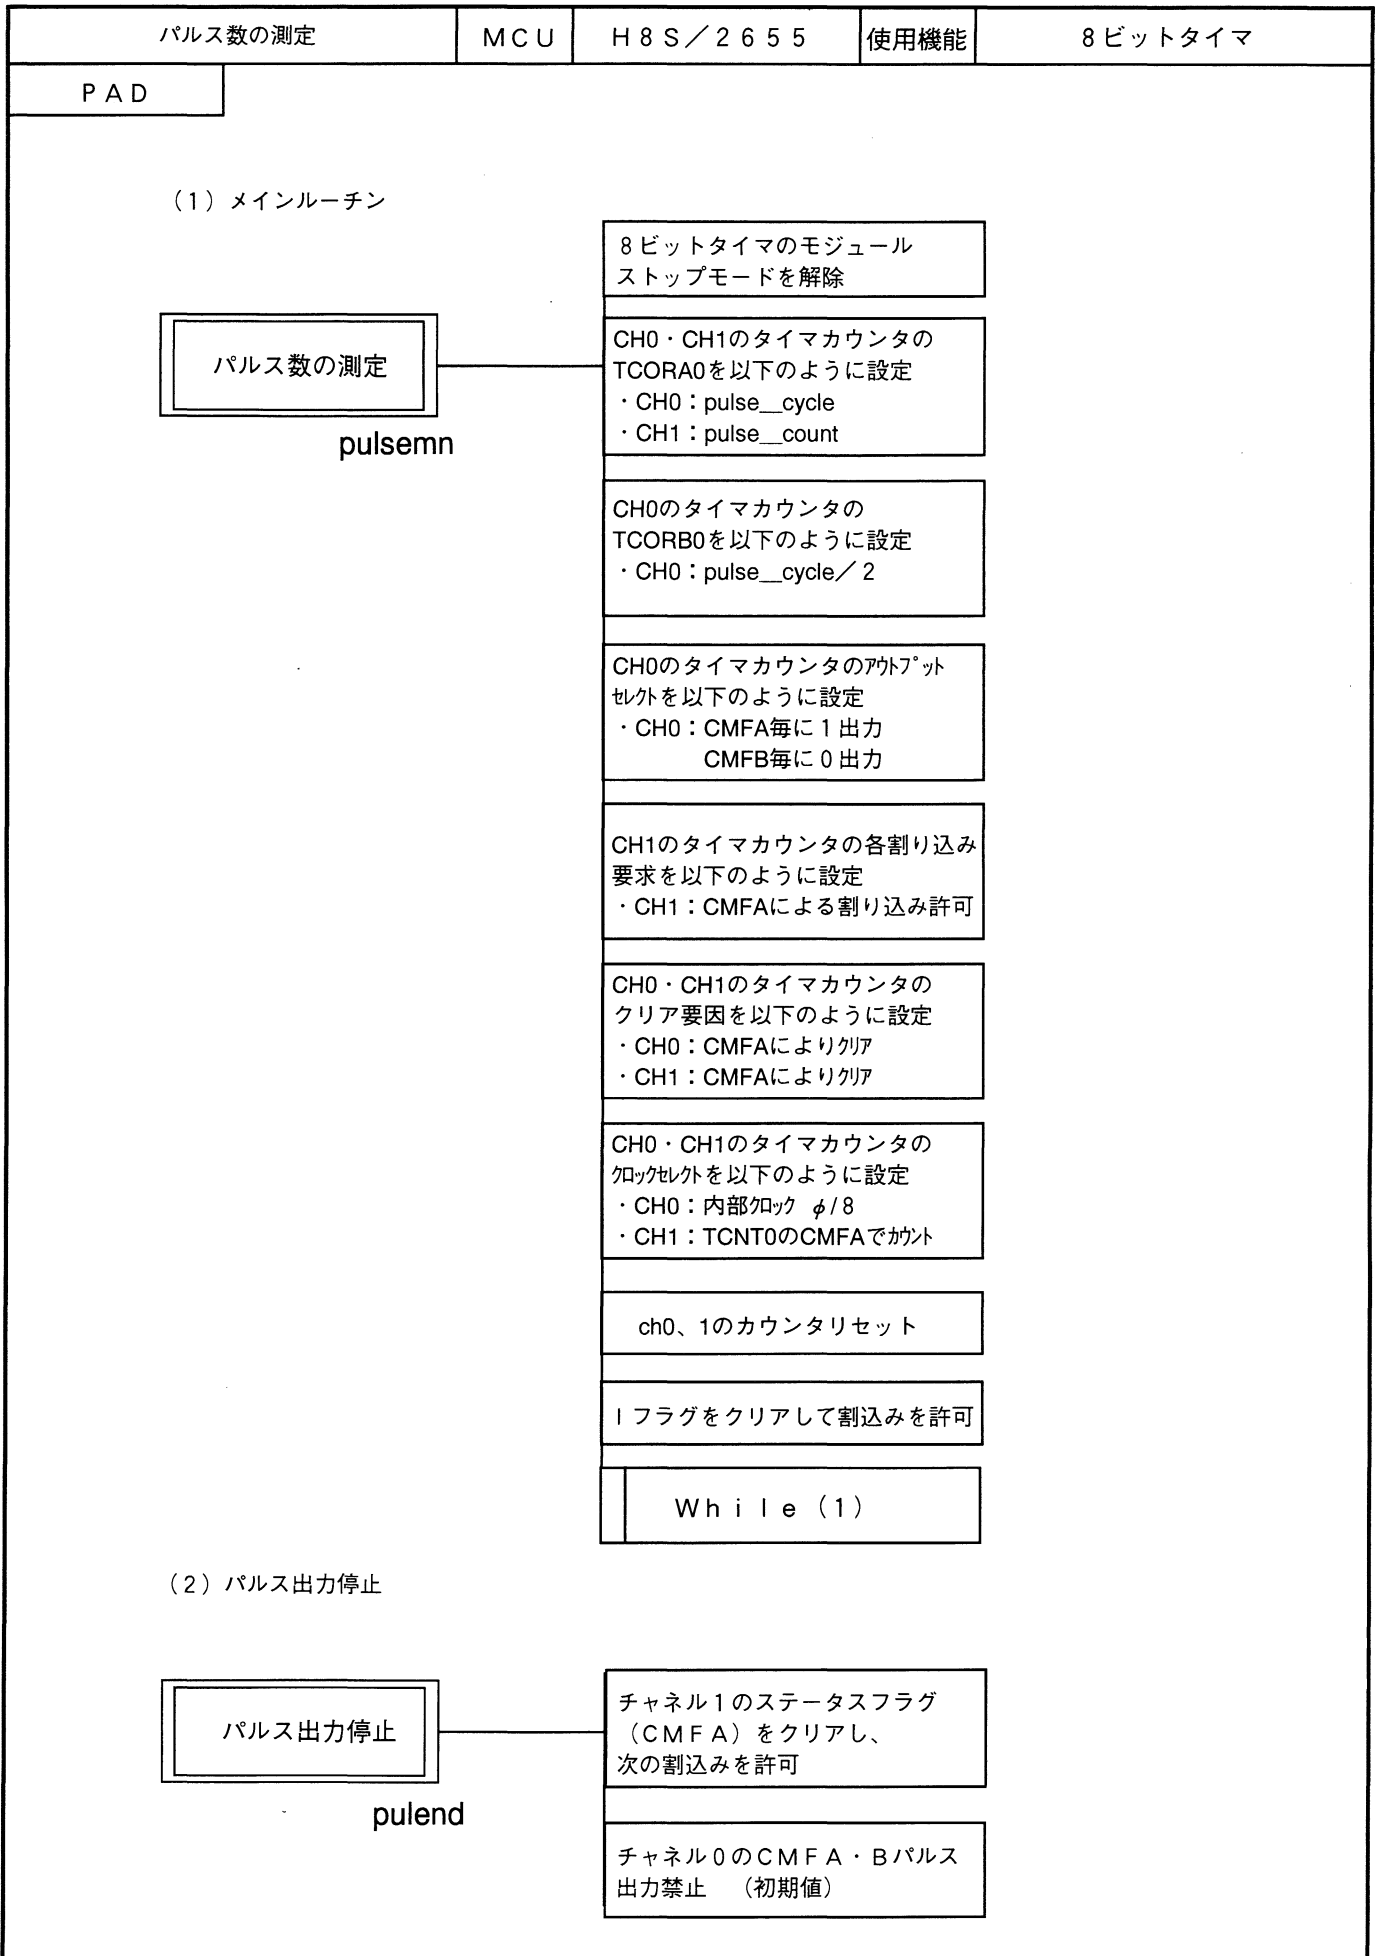 パルス数の測定 MCU H8S／2655 使用機能 8ビットタイマ
PAD
（1）メインルーチン
8ビットタイマのモジュール
ストップモードを解除
パルス数の測定
pulsemn
CH0・CH1のタイマカウンタの
TCORA0を以下のように設定
・CH0：pulse__cycle
・CH1：pulse__count
CH0のタイマカウンタの
TCORB0を以下のように設定
・CH0：pulse__cycle／2
CH0のタイマカウンタのｱｳﾄﾌﾟｯﾄ
ｾﾚｸﾄを以下のように設定
・CH0：CMFA毎に1出力
CMFB毎に0出力
CH1のタイマカウンタの各割り込み
要求を以下のように設定
・CH1：CMFAによる割り込み許可
CH0・CH1のタイマカウンタの
クリア要因を以下のように設定
・CH0：CMFAによりｸﾘｱ
・CH1：CMFAによりｸﾘｱ
CH0・CH1のタイマカウンタの
ｸﾛｯｸｾﾚｸﾄを以下のように設定
・CH0：内部ｸﾛｯｸ φ/8
・CH1：TCNT0のCMFAでｶｳﾝﾄ
ch0、1のカウンタリセット
Iフラグをクリアして割込みを許可
While（1）
（2）パルス出力停止
パルス出力停止
pulend
チャネル1のステータスフラグ
（CMFA）をクリアし、
次の割込みを許可
チャネル0のCMFA・Bパルス
出力禁止 （初期値）